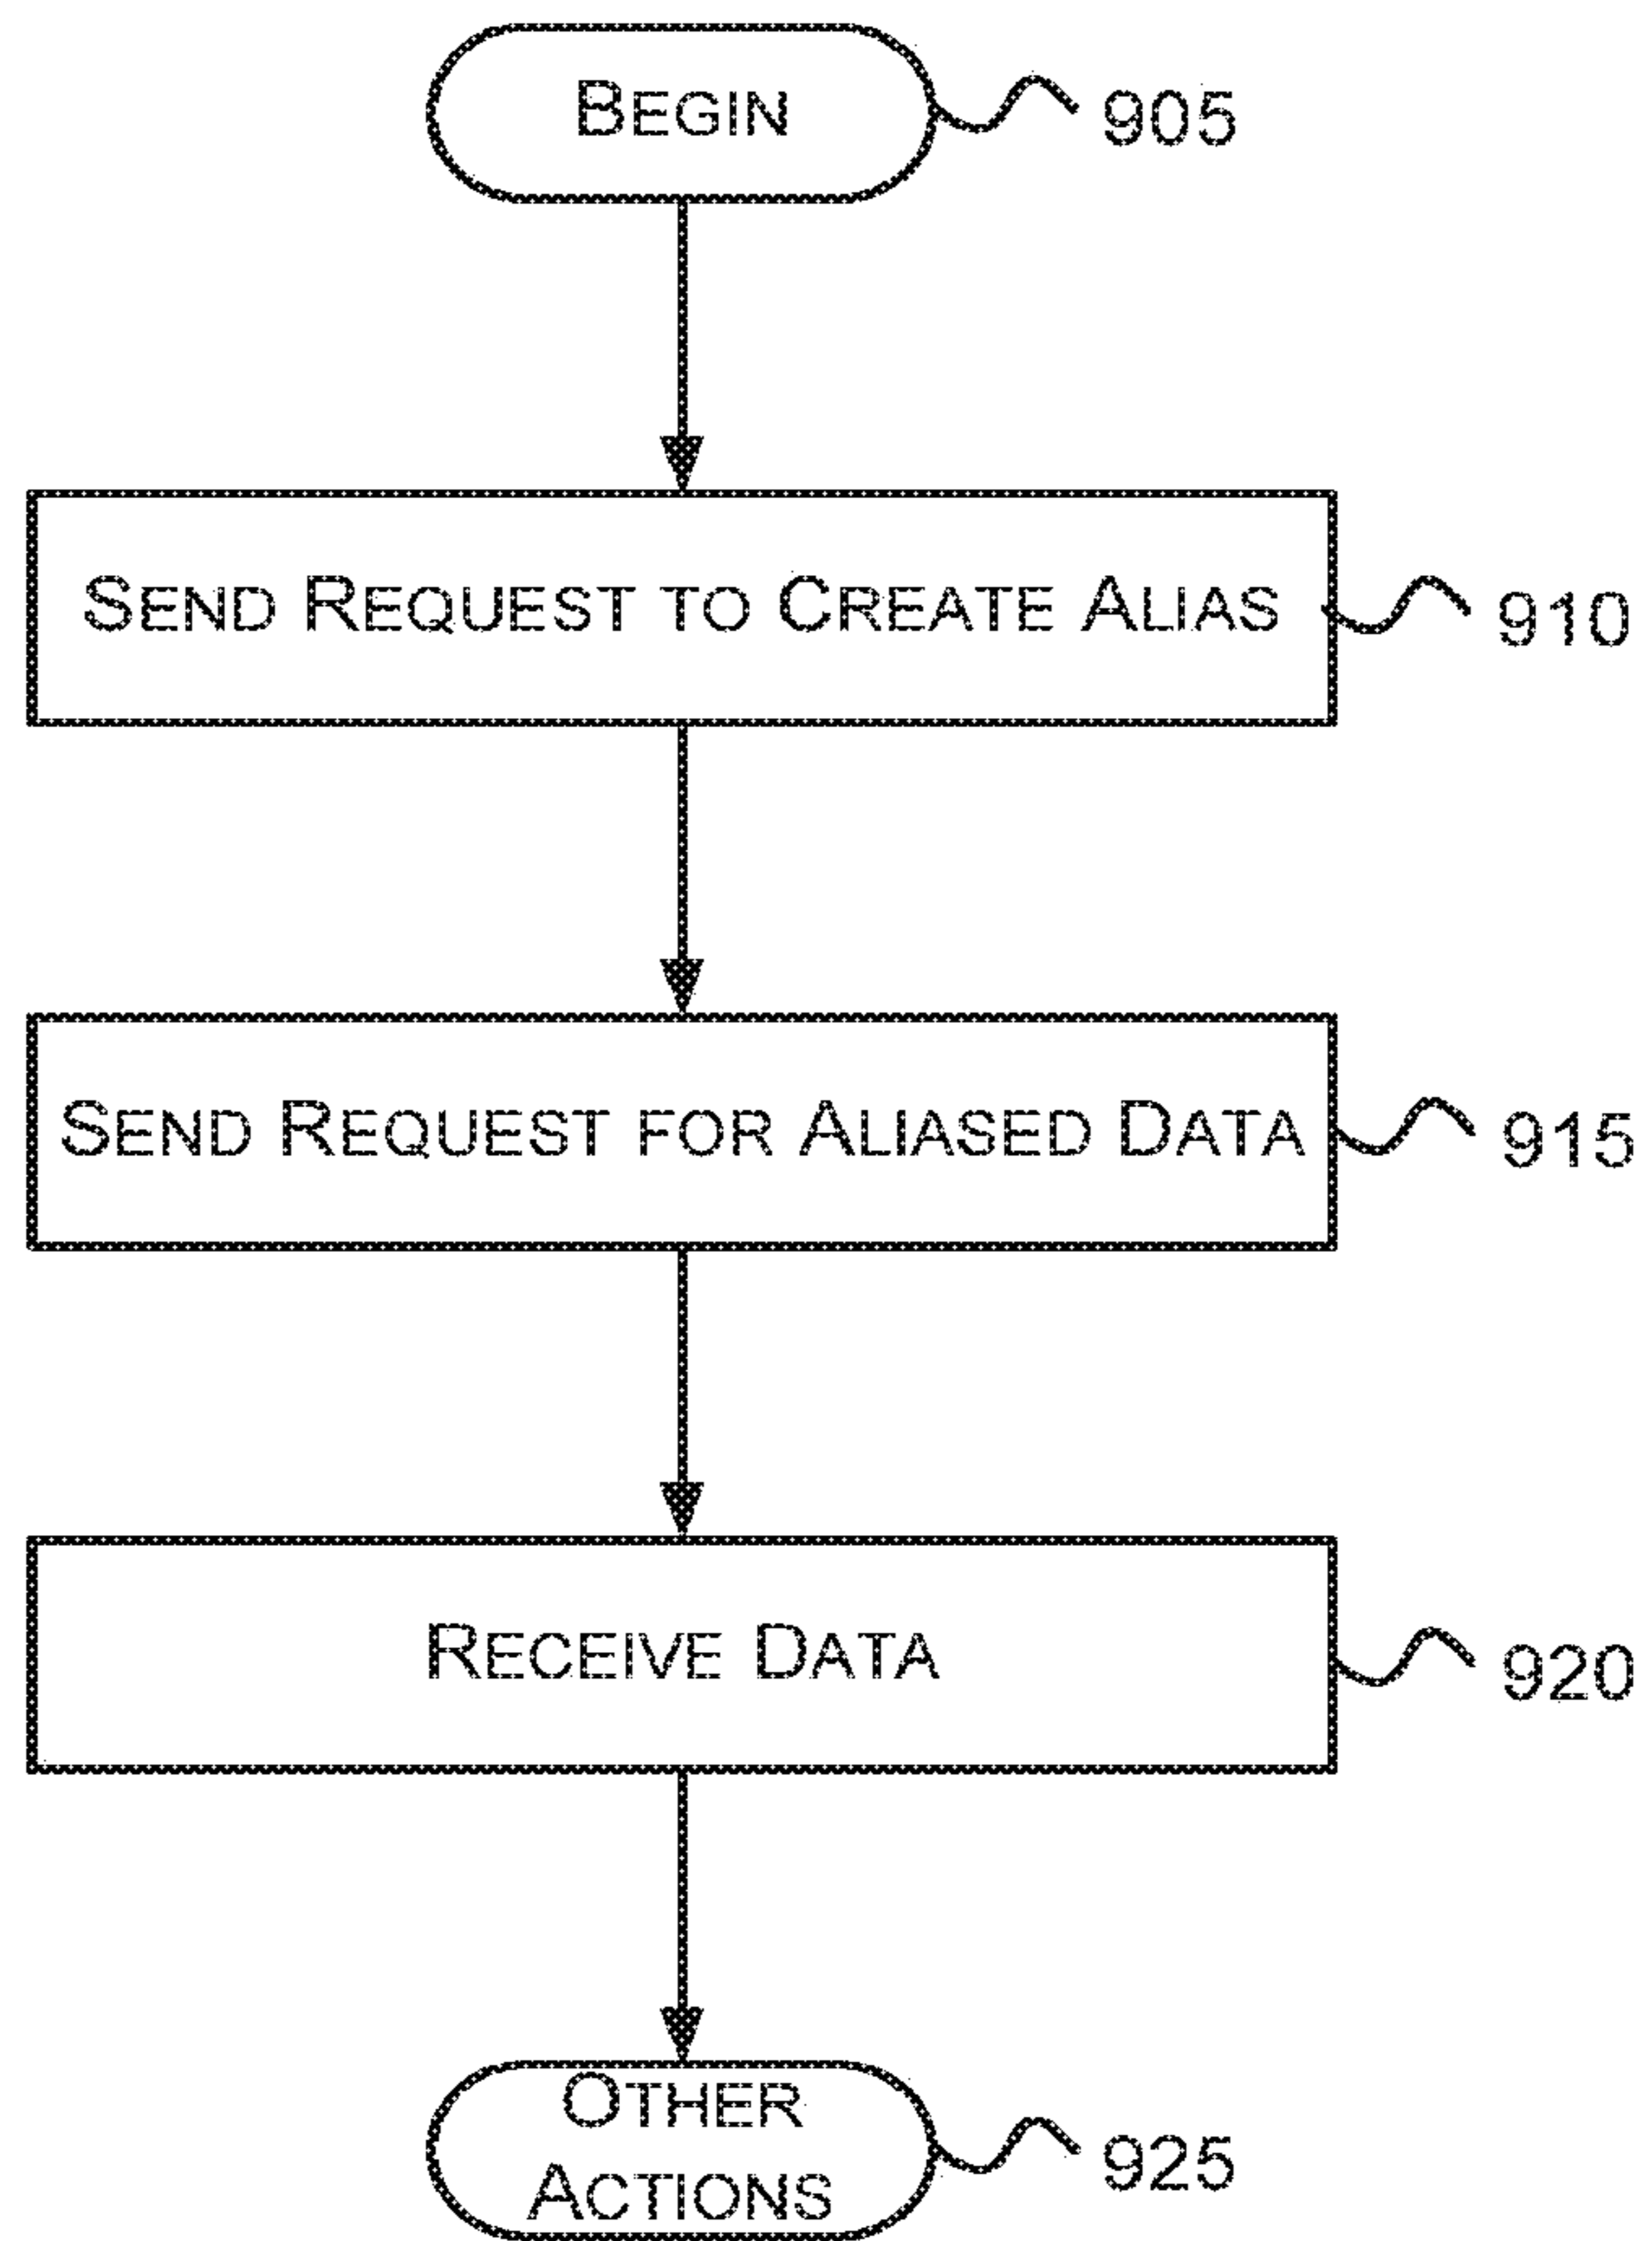 BEGIN
905
SEND REQUEST TO CREATE ALIAS
910
SEND REQUEST FOR ALIASED DATA
915
RECEIVE DATA
920
OTHER
ACTIONS
925